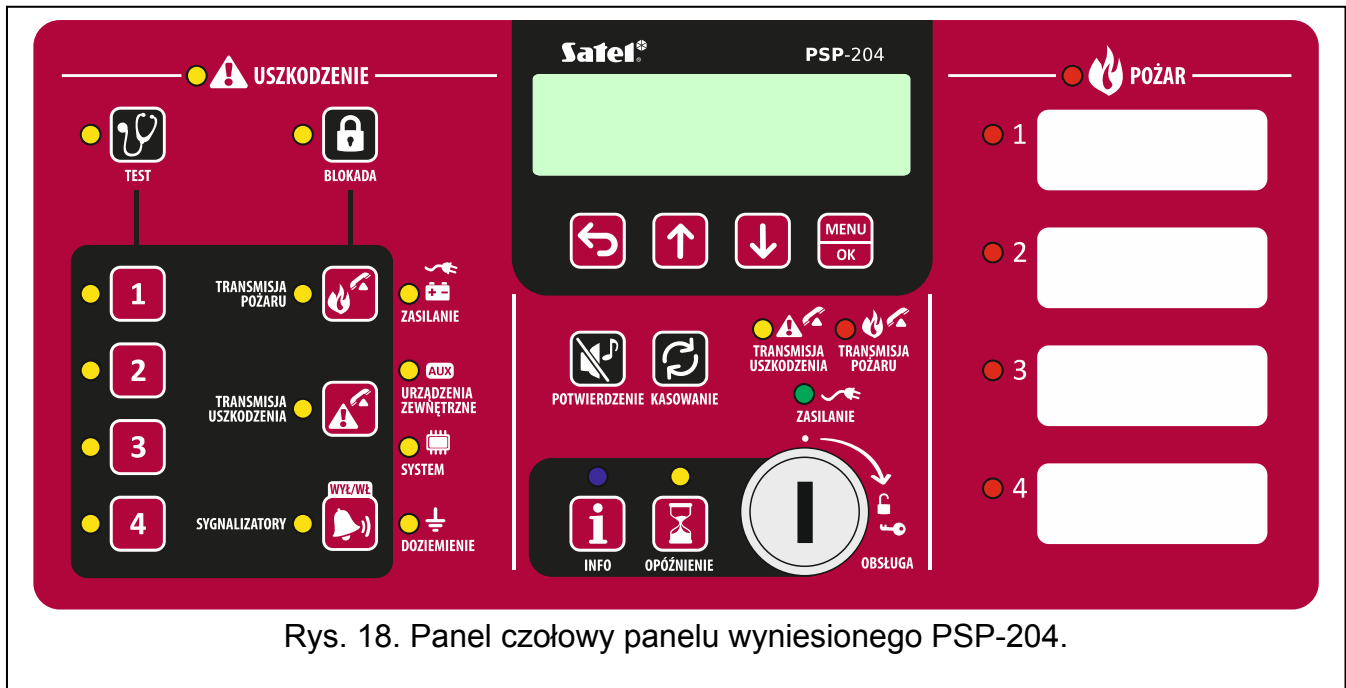 USZKODZENIE
TEST
BLOKADA
1
2
3
4
TRANSMISJA
POŻARU
TRANSMISJA
USZKODZENIA
WYŁ/WŁ
SYGNALIZATORY
ZASILANIE
AUX
URZĄDZENIA
ZEWNĘTRZNE
SYSTEM
DOZIEMIENIE
Satel®
PSP-204
MENU
OK
POTWIERDZENIE
KASOWANIE
TRANSMISJA
USZKODZENIA
TRANSMISJA
POŻARU
ZASILANIE
INFO
OPÓŹNIENIE
OBSŁUGA
POŻAR
1
2
3
4
Rys. 18. Panel czołowy panelu wyniesionego PSP-204.